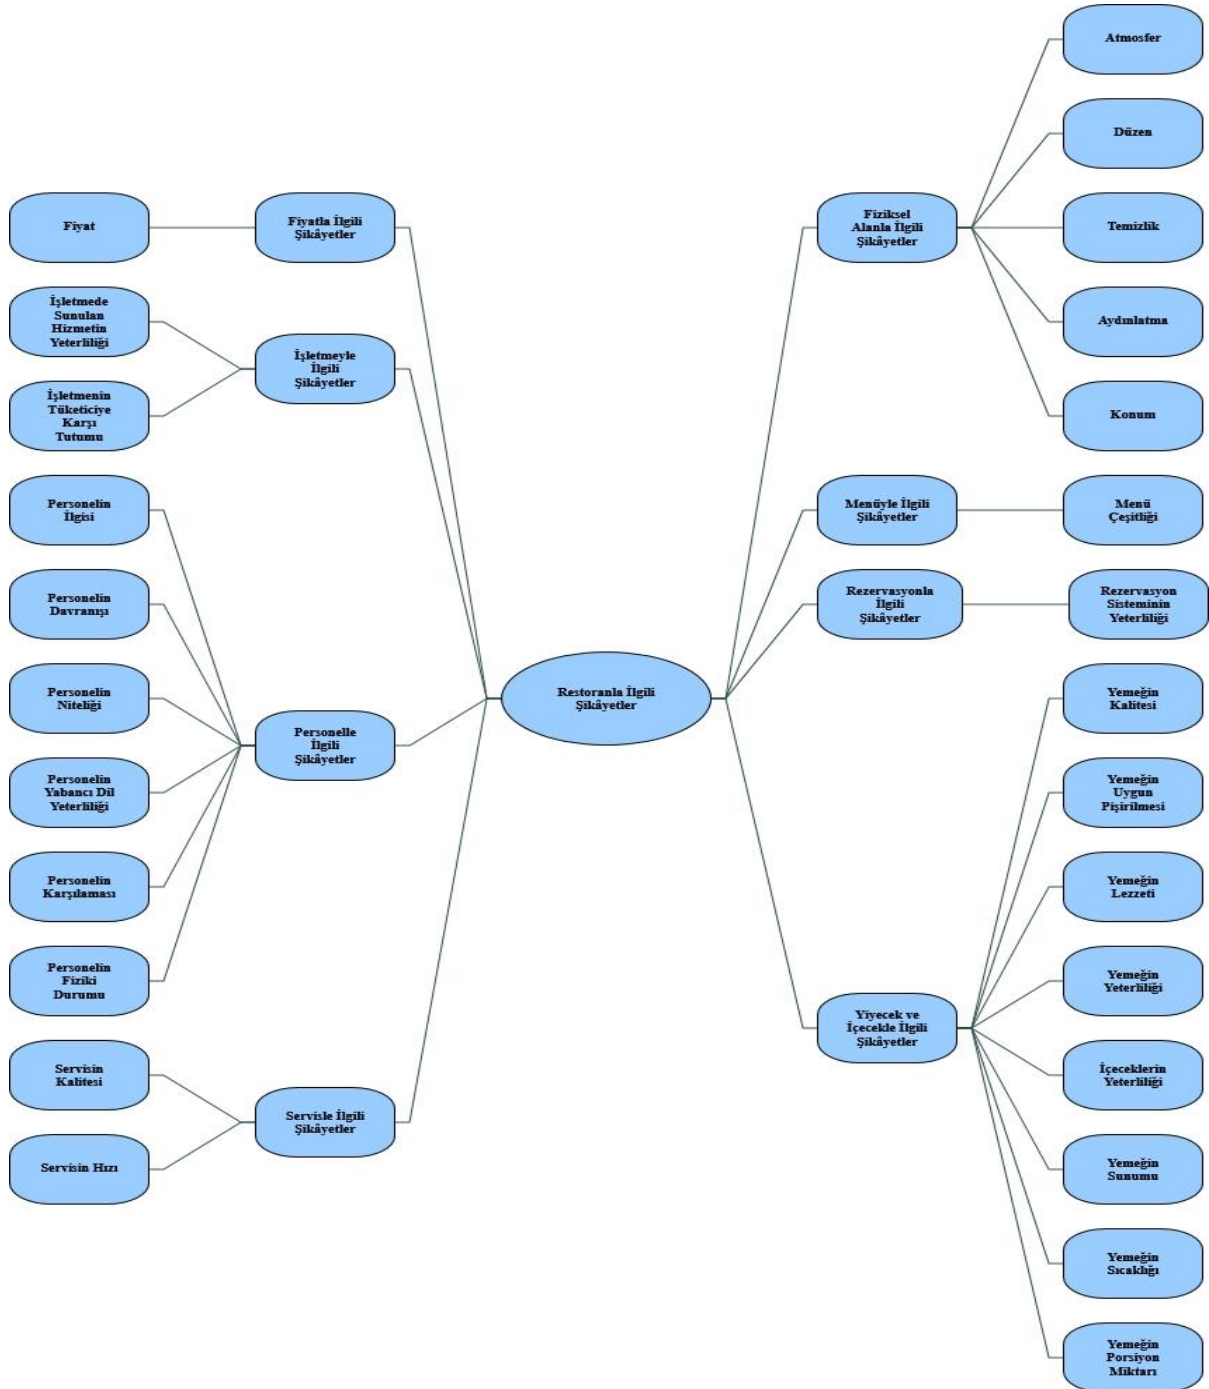 Fiyat
Fiyatla İlgili
Şikâyetler
İşletmede
Sunulan
Hizmetin
Yeterliliği
İşletmenin
Tüketiciye
Karşı
Tutumu
İşletmeyle
İlgili
Şikâyetler
Personelin
İlgisi
Personelin
Davranışı
Personelin
Niteliği
Personelin
Yabancı Dil
Yeterliliği
Personelin
Karşılaması
Personelin
Fiziki
Durumu
Personelle
İlgili
Şikâyetler
Servisin
Kalitesi
Servisin Hızı
Servisle İlgili
Şikâyetler
Restoranla İlgili
Şikâyetler
Fiziksel
Alanla İlgili
Şikâyetler
Atmosfer
Düzen
Temizlik
Aydınlatma
Konum
Menüyle İlgili
Şikâyetler
Menü
Çeşitliği
Rezervasyonla
İlgili
Şikâyetler
Rezervasyon
Sisteminin
Yeterliliği
Yiyecek ve
İçecekle İlgili
Şikâyetler
Yemeğin
Kalitesi
Yemeğin
Uygun
Pişirilmesi
Yemeğin
Lezzeti
Yemeğin
Yeterliliği
İçeceklerin
Yeterliliği
Yemeğin
Sunumu
Yemeğin
Sıcaklığı
Yemeğin
Porsiyon
Miktarı